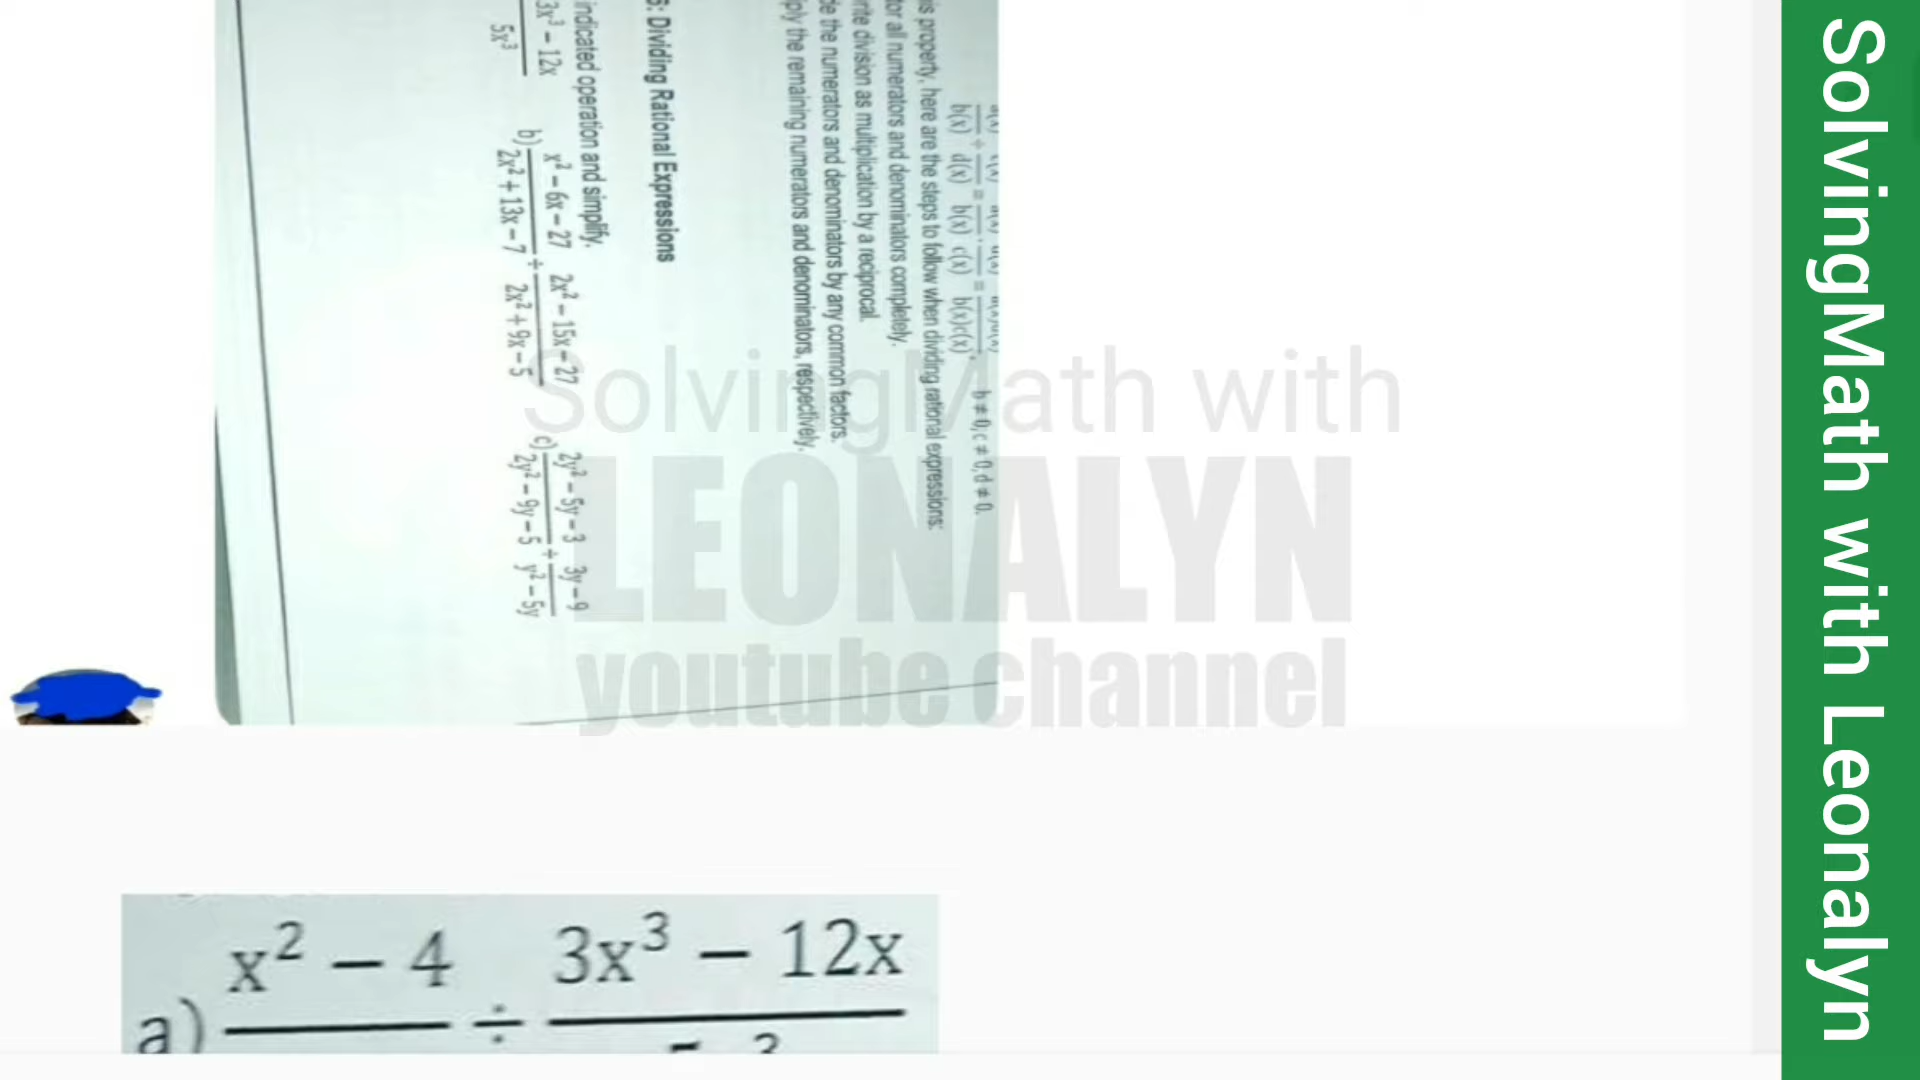 b(x) ÷ d(x) = b(x) · c(x) = b(x)c(x)' b ≠ 0, c ≠ 0, d ≠ 0.
property, here are the steps to follow when dividing rational expressions:
all numerators and denominators completely.
division as multiplication by a reciprocal.
the numerators and denominators by any common factors.
the remaining numerators and denominators, respectively.
6: Dividing Rational Expressions
indicated operation and simplify.
3x³ − 12x
5x³
b) x² − 6x − 27 ÷ 2x² − 15x − 27
2x² + 13x − 7 2x² + 9x − 5
c) 2y² − 5y − 3 ÷ 3y − 9
2y² − 9y − 5 y² − 5y
SolvingMath with
LEONALYN
youtube channel
a) x² − 4 ÷ 3x³ − 12x
SolvingMath with Leonalyn